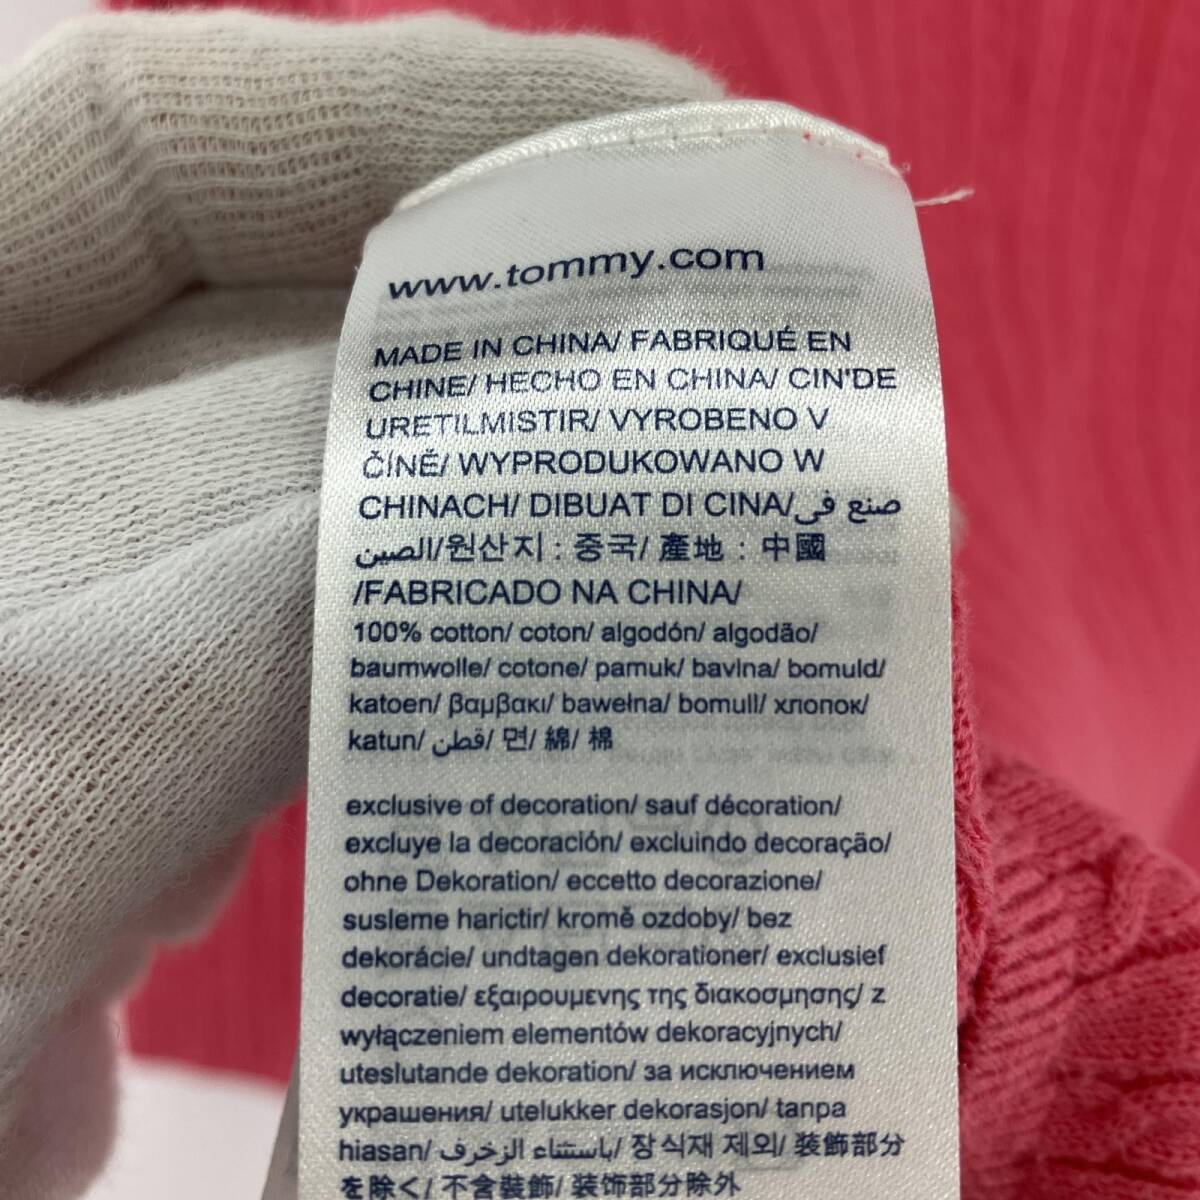 www.tommy.com
MADE IN CHINA/ FABRIQUÉ EN
CHINE/ HECHO EN CHINA/ CIN'DE
URETILMISTIR/ VYROBENO V
ČÍNĚ/ WYPRODUKOWANO W
CHINACH/ DIBUAT DI CINA/ صنع في
الصين/원산지 : 중국/ 產地 : 中國
/FABRICADO NA CHINA/
100% cotton/ coton/ algodón/ algodão/
baumwolle/ cotone/ pamuk/ bavlna/ bomuld/
katoen/ βαμβακι/ bawełna/ bomull/ хлопок/
katun/ قطن/ 면/ 綿/ 棉
exclusive of decoration/ sauf décoration/
excluye la decoración/ excluindo decoração/
ohne Dekoration/ eccetto decorazione/
susleme harictir/ kromě ozdoby/ bez
dekorácie/ undtagen dekorationer/ exclusief
decoratie/ εξαιρουμενης της διακοσμησης/ z
wyłączeniem elementów dekoracyjnych/
uteslutande dekoration/ за исключением
украшения/ utelukker dekorasjon/ tanpa
hiasan/ باستثناء الزخرف/ 장식재 제외/ 装飾部分
を除く/ 不含裝飾/ 装饰部分除外